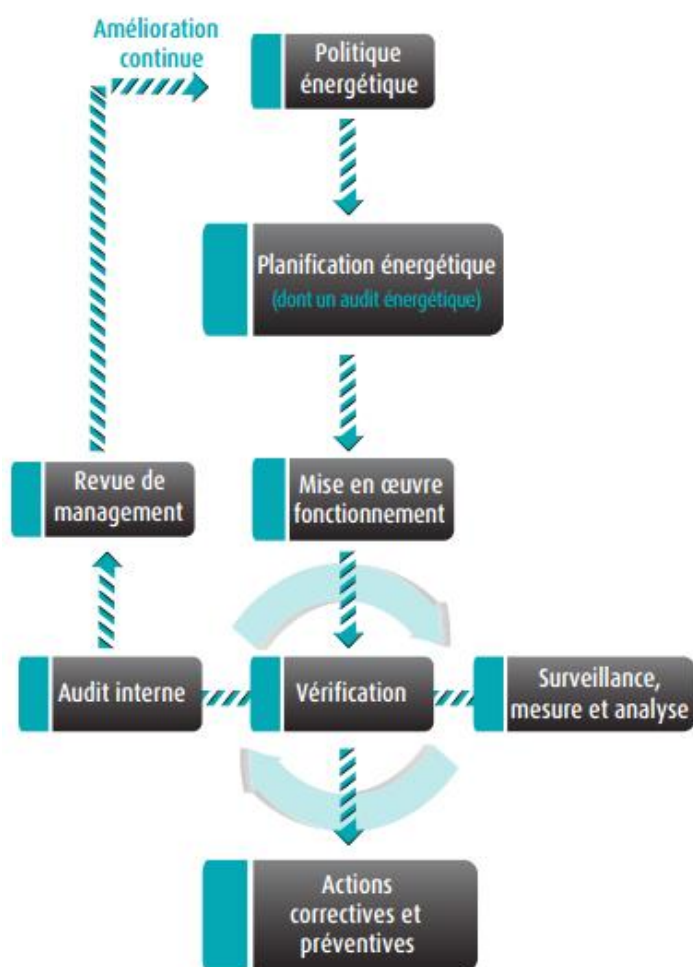 Amélioration
continue
Politique
énergétique
Planification énergétique
(dont un audit énergétique)
Revue de
management
Mise en œuvre
fonctionnement
Audit interne
Vérification
Surveillance,
mesure et analyse
Actions
correctives et
préventives